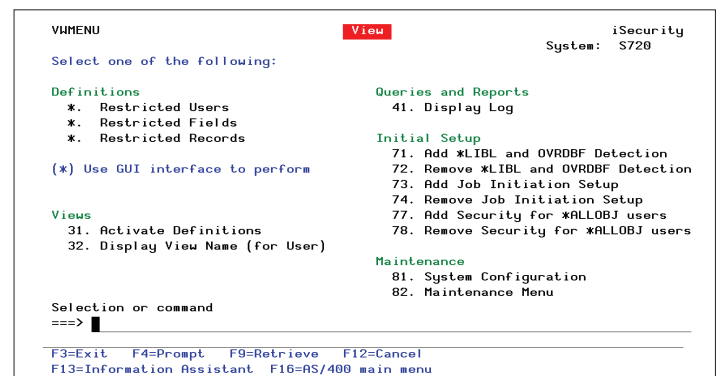 VWMENU View iSecurity
System: S720
Select one of the following:
Definitions
*. Restricted Users
*. Restricted Fields
*. Restricted Records
(*) Use GUI interface to perform
Views
31. Activate Definitions
32. Display View Name (for User)
Queries and Reports
41. Display Log
Initial Setup
71. Add *LIBL and OVRDBF Detection
72. Remove *LIBL and OVRDBF Detection
73. Add Job Initiation Setup
74. Remove Job Initiation Setup
77. Add Security for *ALLOBJ users
78. Remove Security for *ALLOBJ users
Maintenance
81. System Configuration
82. Maintenance Menu
Selection or command
===>
F3=Exit F4=Prompt F9=Retrieve F12=Cancel
F13=Information Assistant F16=AS/400 main menu